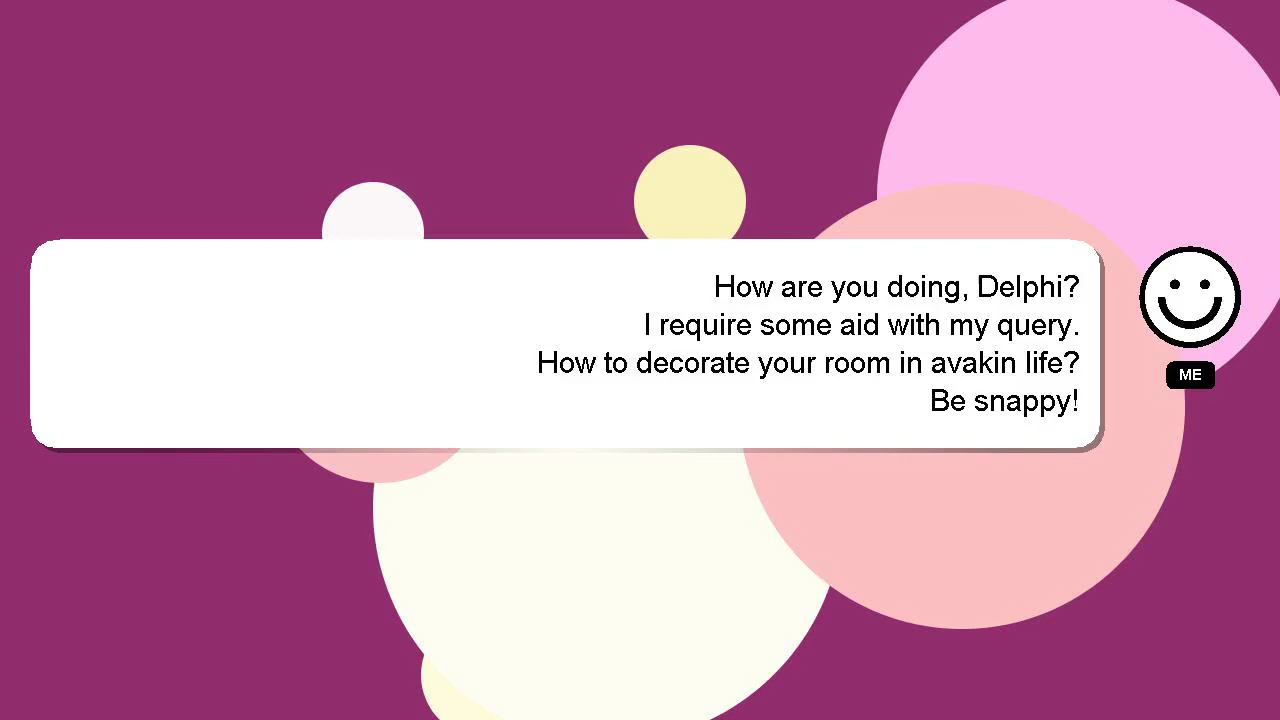 How are you doing, Delphi?
I require some aid with my query.
How to decorate your room in avakin life?
Be snappy!
ME